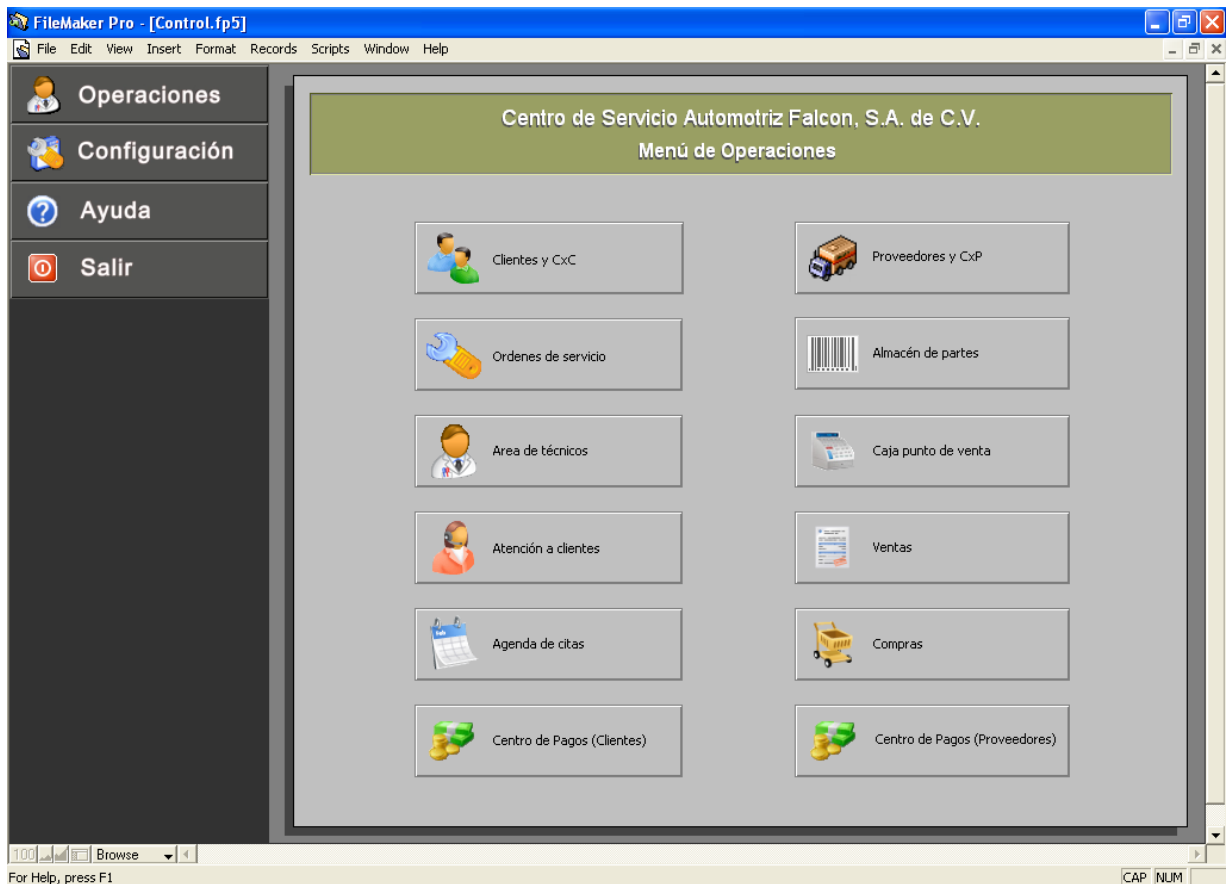 FileMaker Pro - [Control.fp5]
File Edit View Insert Format Records Scripts Window Help
Operaciones
Configuración
Ayuda
Salir
Centro de Servicio Automotriz Falcon, S.A. de C.V.
Menú de Operaciones
Clientes y CxC
Proveedores y CxP
Ordenes de servicio
Almacén de partes
Area de técnicos
Caja punto de venta
Atención a clientes
Ventas
Agenda de citas
Compras
Centro de Pagos (Clientes)
Centro de Pagos (Proveedores)
100 Browse
For Help, press F1
CAP NUM